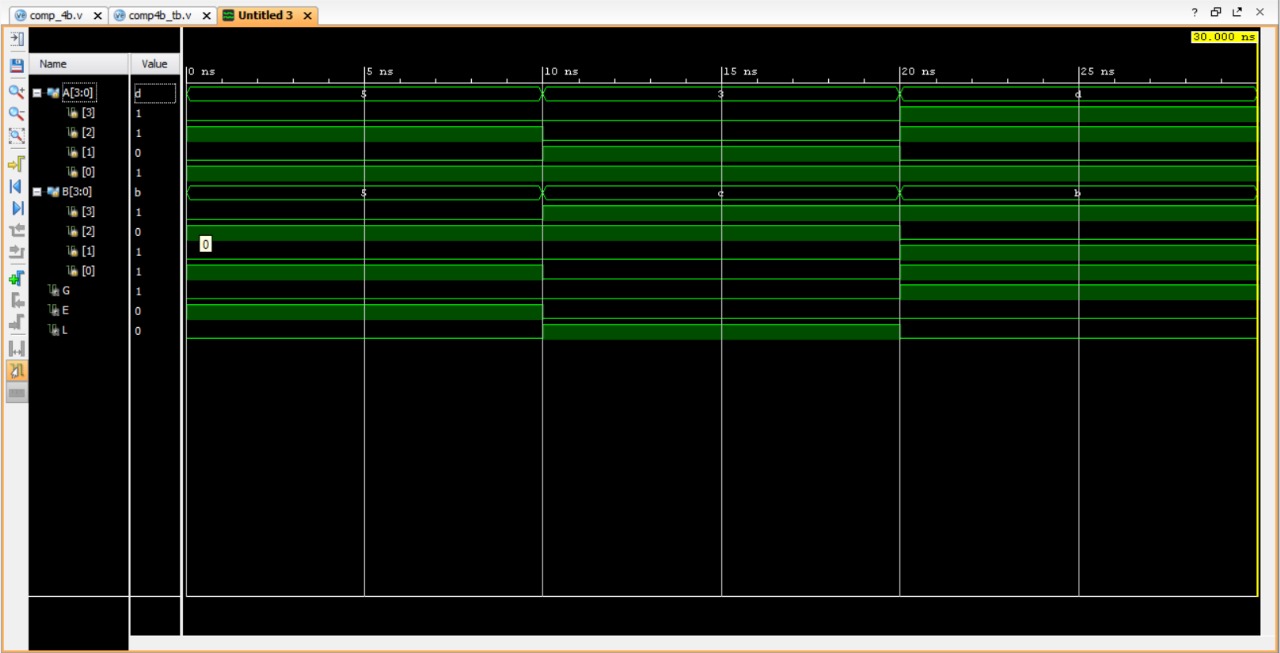 comp_4b.v x comp4b_tb.v x Untitled 3 x ?
30.000 ns
Name Value
0 ns 5 ns 10 ns 15 ns 20 ns 25 ns
A[3:0] d 5 3 d
[3] 1
[2] 1
[1] 0
[0] 1
B[3:0] b 5 c b
[3] 1
[2] 0
[1] 1
0
[0] 1
G 1
E 0
L 0